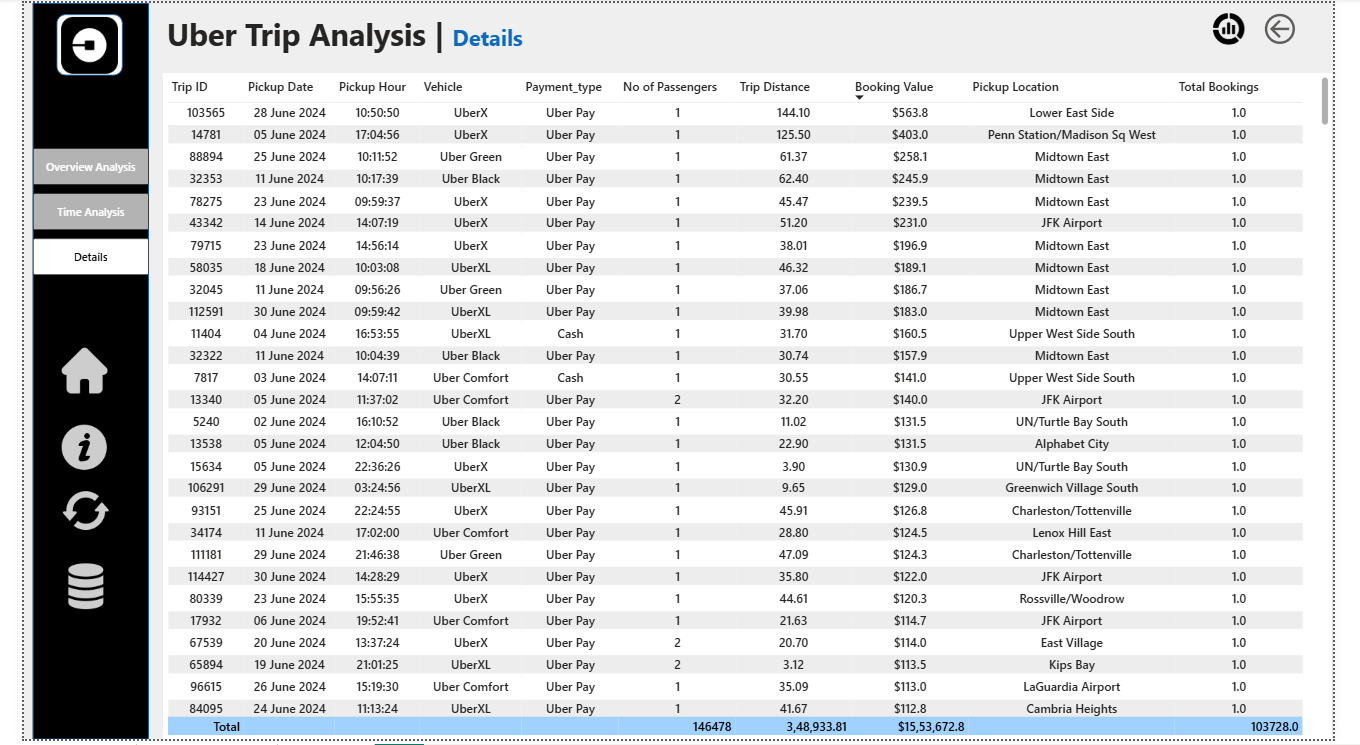 Uber Trip Analysis | Details
Overview Analysis
Time Analysis
Details
Trip ID Pickup Date Pickup Hour Vehicle Payment_type No of Passengers Trip Distance Booking Value Pickup Location Total Bookings
103565 28 June 2024 10:50:50 UberX Uber Pay 1 144.10 $563.8 Lower East Side 1.0
14781 05 June 2024 17:04:56 UberX Uber Pay 1 125.50 $403.0 Penn Station/Madison Sq West 1.0
88894 25 June 2024 10:11:52 Uber Green Uber Pay 1 61.37 $258.1 Midtown East 1.0
32353 11 June 2024 10:17:39 Uber Black Uber Pay 1 62.40 $245.9 Midtown East 1.0
78275 23 June 2024 09:59:37 UberX Uber Pay 1 45.47 $239.5 Midtown East 1.0
43342 14 June 2024 14:07:19 UberX Uber Pay 1 51.20 $231.0 JFK Airport 1.0
79715 23 June 2024 14:56:14 UberX Uber Pay 1 38.01 $196.9 Midtown East 1.0
58035 18 June 2024 10:03:08 UberXL Uber Pay 1 46.32 $189.1 Midtown East 1.0
32045 11 June 2024 09:56:26 Uber Green Uber Pay 1 37.06 $186.7 Midtown East 1.0
112591 30 June 2024 09:59:42 UberXL Uber Pay 1 39.98 $183.0 Midtown East 1.0
11404 04 June 2024 16:53:55 UberXL Cash 1 31.70 $160.5 Upper West Side South 1.0
32322 11 June 2024 10:04:39 Uber Black Uber Pay 1 30.74 $157.9 Midtown East 1.0
7817 03 June 2024 14:07:11 Uber Comfort Cash 1 30.55 $141.0 Upper West Side South 1.0
13340 05 June 2024 11:37:02 Uber Comfort Uber Pay 2 32.20 $140.0 JFK Airport 1.0
5240 02 June 2024 16:10:52 Uber Black Uber Pay 1 11.02 $131.5 UN/Turtle Bay South 1.0
13538 05 June 2024 12:04:50 Uber Black Uber Pay 1 22.90 $131.5 Alphabet City 1.0
15634 05 June 2024 22:36:26 UberX Uber Pay 1 3.90 $130.9 UN/Turtle Bay South 1.0
106291 29 June 2024 03:24:56 UberXL Uber Pay 1 9.65 $129.0 Greenwich Village South 1.0
93151 25 June 2024 22:24:55 UberX Uber Pay 1 45.91 $126.8 Charleston/Tottenville 1.0
34174 11 June 2024 17:02:00 Uber Comfort Uber Pay 1 28.80 $124.5 Lenox Hill East 1.0
111181 29 June 2024 21:46:38 Uber Green Uber Pay 1 47.09 $124.3 Charleston/Tottenville 1.0
114427 30 June 2024 14:28:29 UberX Uber Pay 1 35.80 $122.0 JFK Airport 1.0
80339 23 June 2024 15:55:35 UberX Uber Pay 1 44.61 $120.3 Rossville/Woodrow 1.0
17932 06 June 2024 19:52:41 Uber Comfort Uber Pay 1 21.63 $114.7 JFK Airport 1.0
67539 20 June 2024 13:37:24 UberX Uber Pay 2 20.70 $114.0 East Village 1.0
65894 19 June 2024 21:01:25 UberXL Uber Pay 2 3.12 $113.5 Kips Bay 1.0
96615 26 June 2024 15:19:30 Uber Comfort Uber Pay 1 35.09 $113.0 LaGuardia Airport 1.0
84095 24 June 2024 11:13:24 UberXL Uber Pay 1 41.67 $112.8 Cambria Heights 1.0
Total 146478 3,48,933.81 $15,53,672.8 103728.0